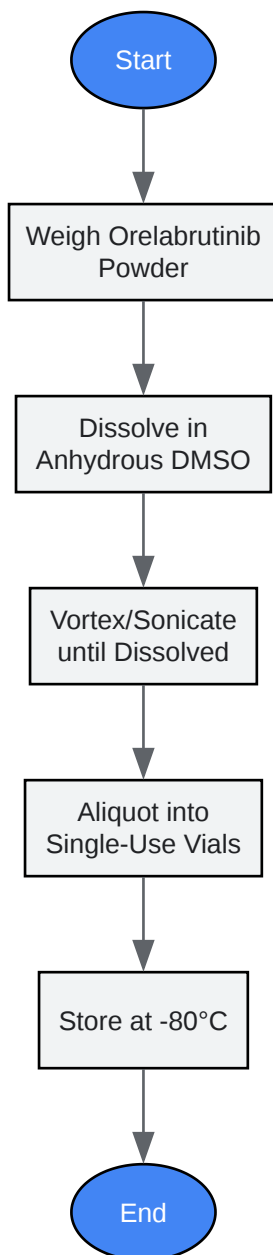 Start
Weigh Orelabrutinib
Powder
Dissolve in
Anhydrous DMSO
Vortex/Sonicate
until Dissolved
Aliquot into
Single-Use Vials
Store at -80°C
End